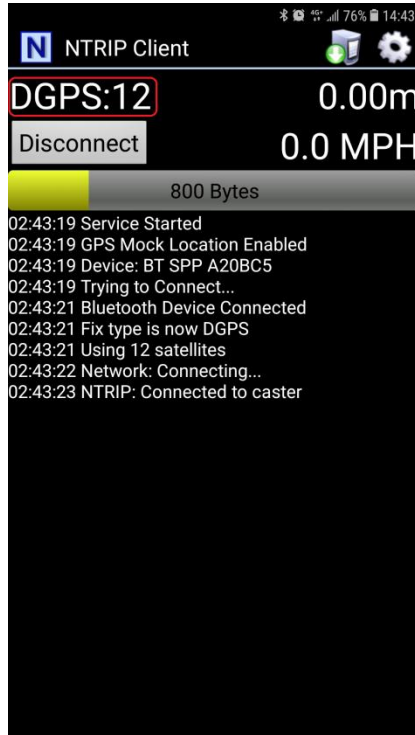 76% 14:43
N NTRIP Client
DGPS:12 0.00m
Disconnect 0.0 MPH
800 Bytes
02:43:19 Service Started
02:43:19 GPS Mock Location Enabled
02:43:19 Device: BT SPP A20BC5
02:43:19 Trying to Connect...
02:43:21 Bluetooth Device Connected
02:43:21 Fix type is now DGPS
02:43:21 Using 12 satellites
02:43:22 Network: Connecting...
02:43:23 NTRIP: Connected to caster